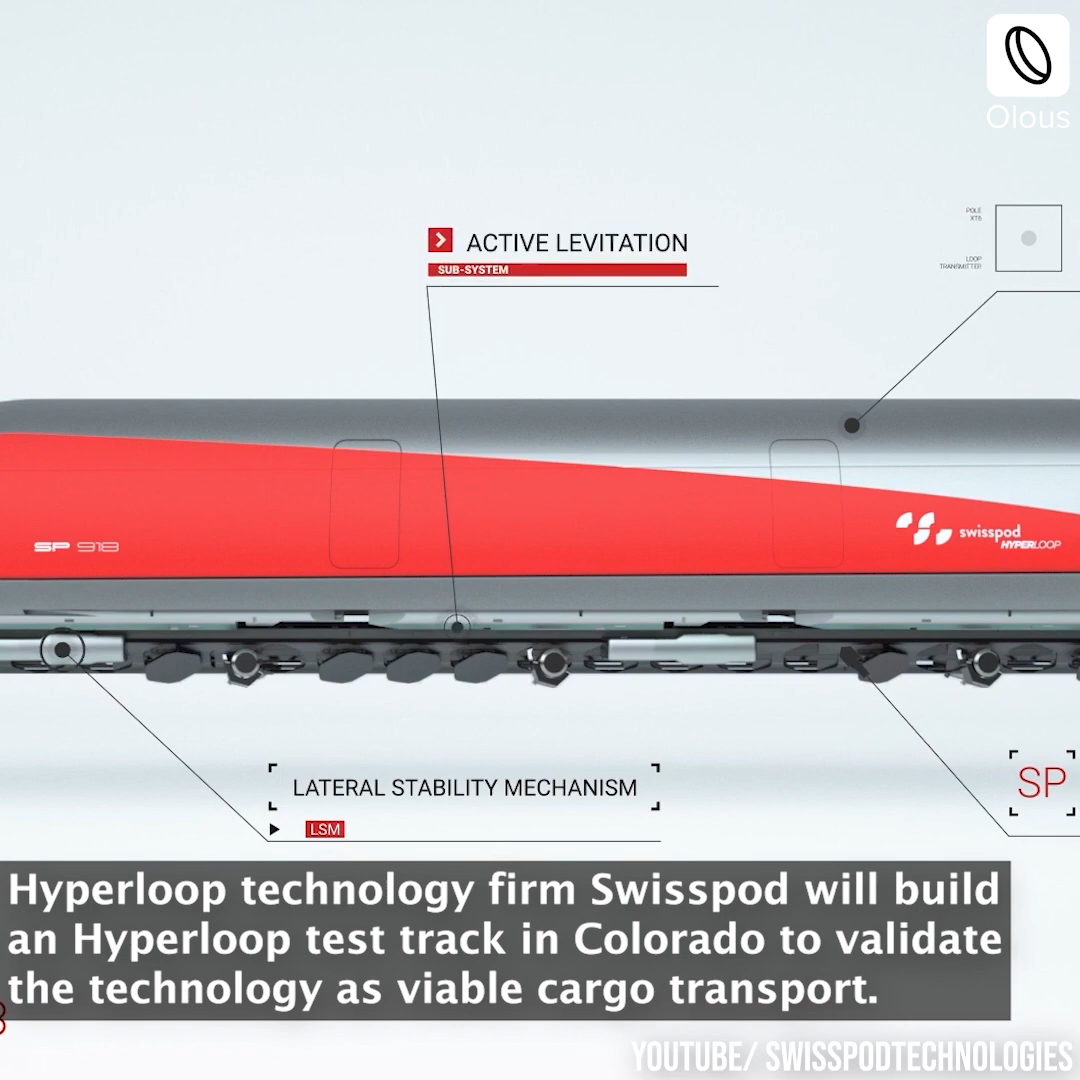 Olous
POLE
XT6
LOOP
TRANSMITTER
ACTIVE LEVITATION
SUB-SYSTEM
SP 918
swisspod
HYPERLOOP
LATERAL STABILITY MECHANISM
LSM
SP
Hyperloop technology firm Swisspod will build
an Hyperloop test track in Colorado to validate
the technology as viable cargo transport.
YOUTUBE/ SWISSPODTECHNOLOGIES